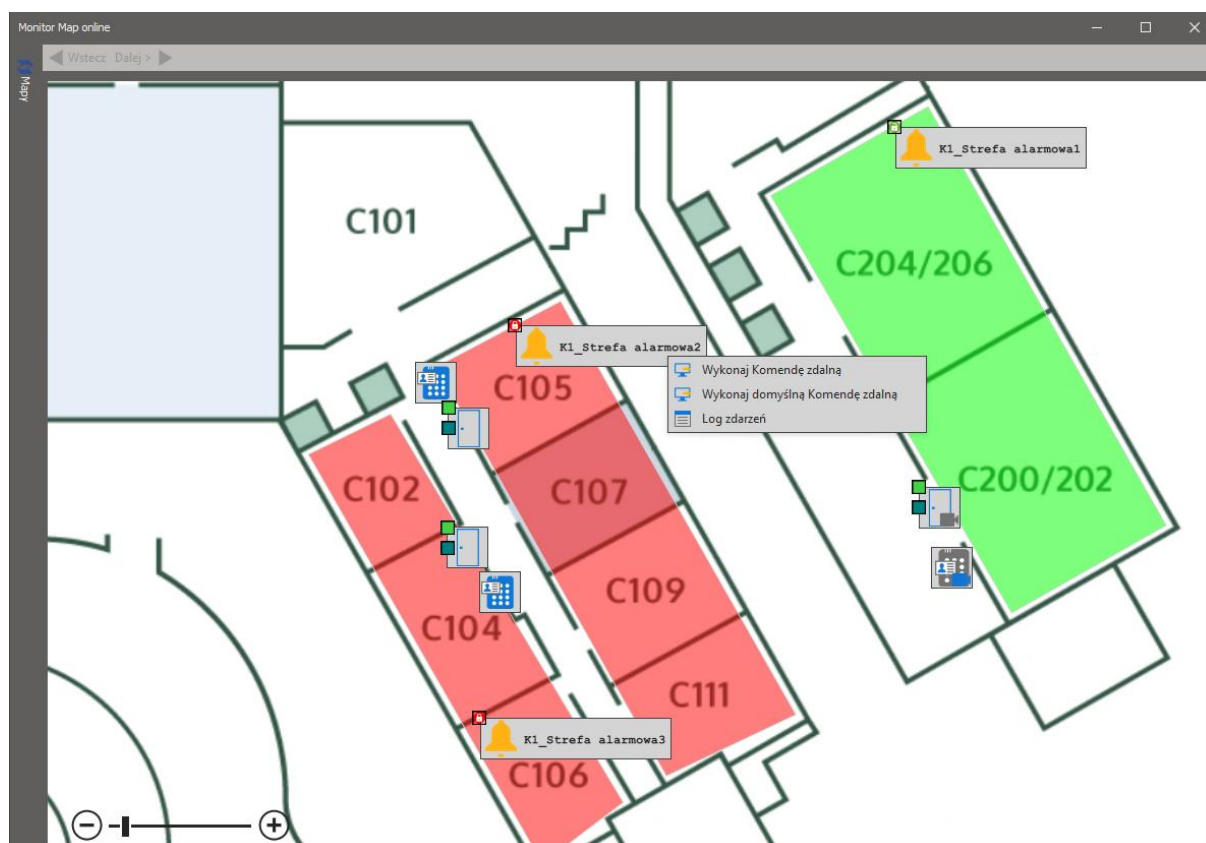 Monitor Map online
Wstecz Dalej >
Mapy
K1_Strefa alarmowa1
C101
C204/206
K1_Strefa alarmowa2
Wykonaj Komendę zdalną
C105
Wykonaj domyślną Komendę zdalną
Log zdarzeń
C102
C107
C200/202
C109
C104
C111
K1_Strefa alarmowa3
C106